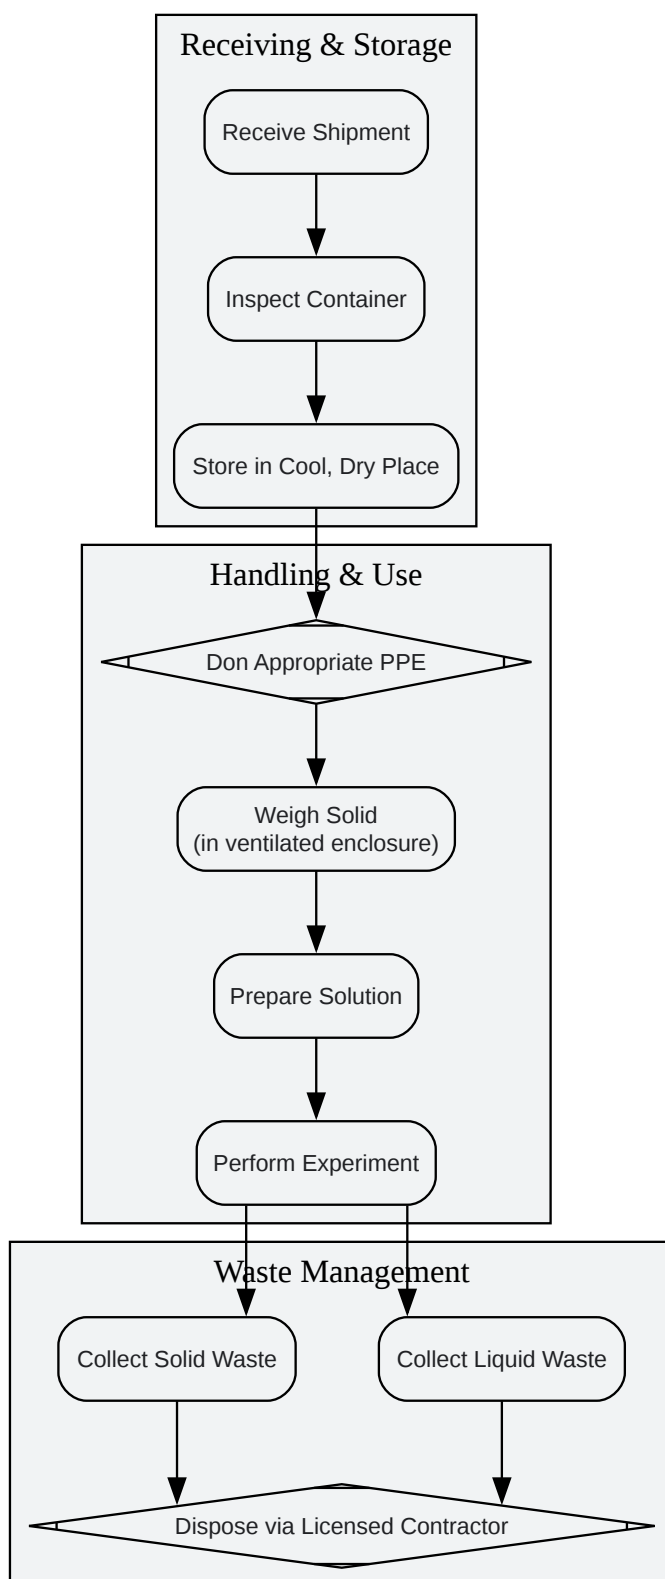 Receiving & Storage
Receive Shipment
Inspect Container
Store in Cool, Dry Place
Handling & Use
Don Appropriate PPE
Weigh Solid
(in ventilated enclosure)
Prepare Solution
Perform Experiment
Waste Management
Collect Solid Waste
Collect Liquid Waste
Dispose via Licensed Contractor